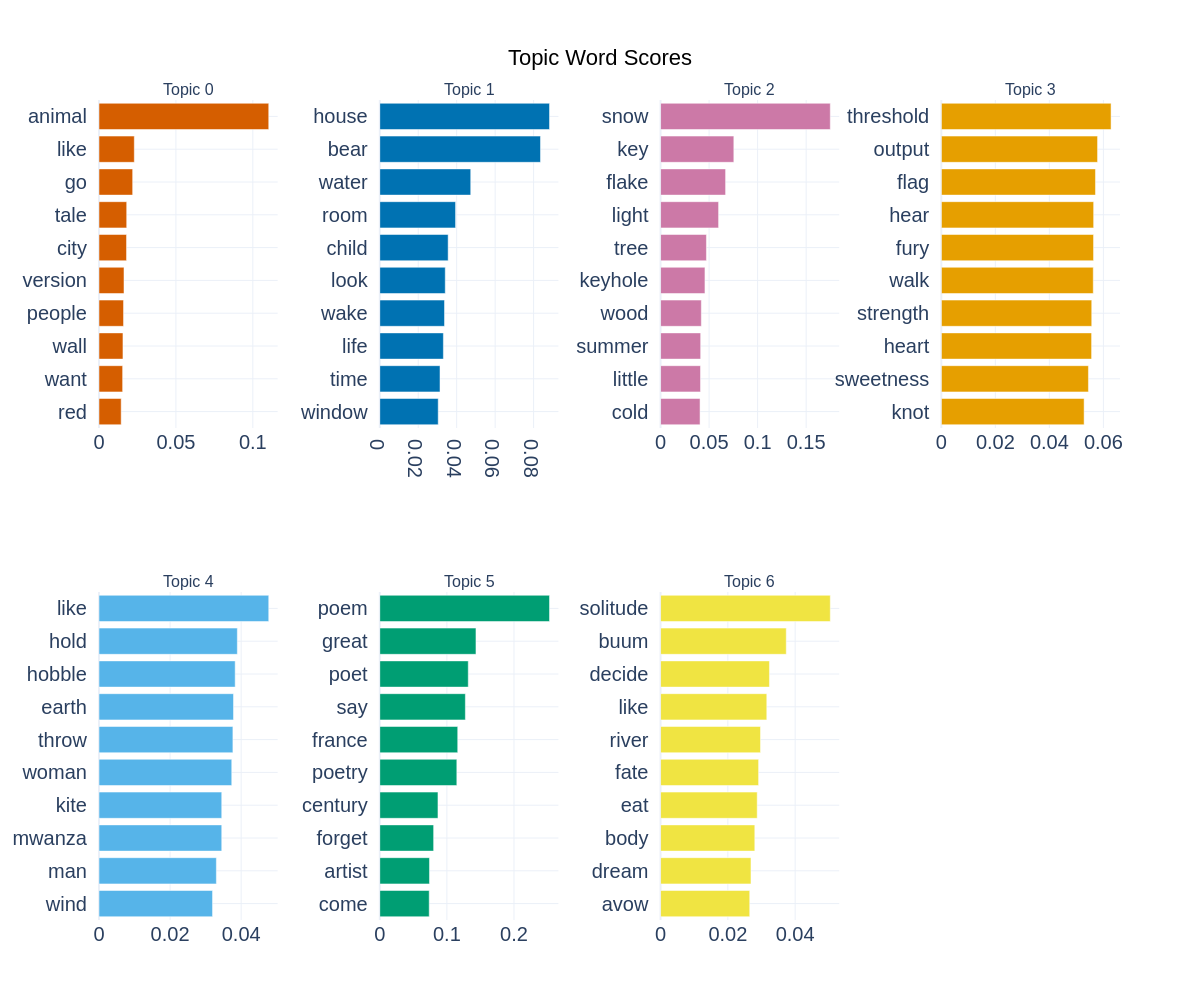 Topic Word Scores
Topic 0
animal
like
go
tale
city
version
people
wall
want
red
0 0.05 0.1
Topic 1
house
bear
water
room
child
look
wake
life
time
window
0 0.02 0.04 0.06 0.08
Topic 2
snow
key
flake
light
tree
keyhole
wood
summer
little
cold
0 0.05 0.1 0.15
Topic 3
threshold
output
flag
hear
fury
walk
strength
heart
sweetness
knot
0 0.02 0.04 0.06
Topic 4
like
hold
hobble
earth
throw
woman
kite
mwanza
man
wind
0 0.02 0.04
Topic 5
poem
great
poet
say
france
poetry
century
forget
artist
come
0 0.1 0.2
Topic 6
solitude
buum
decide
like
river
fate
eat
body
dream
avow
0 0.02 0.04